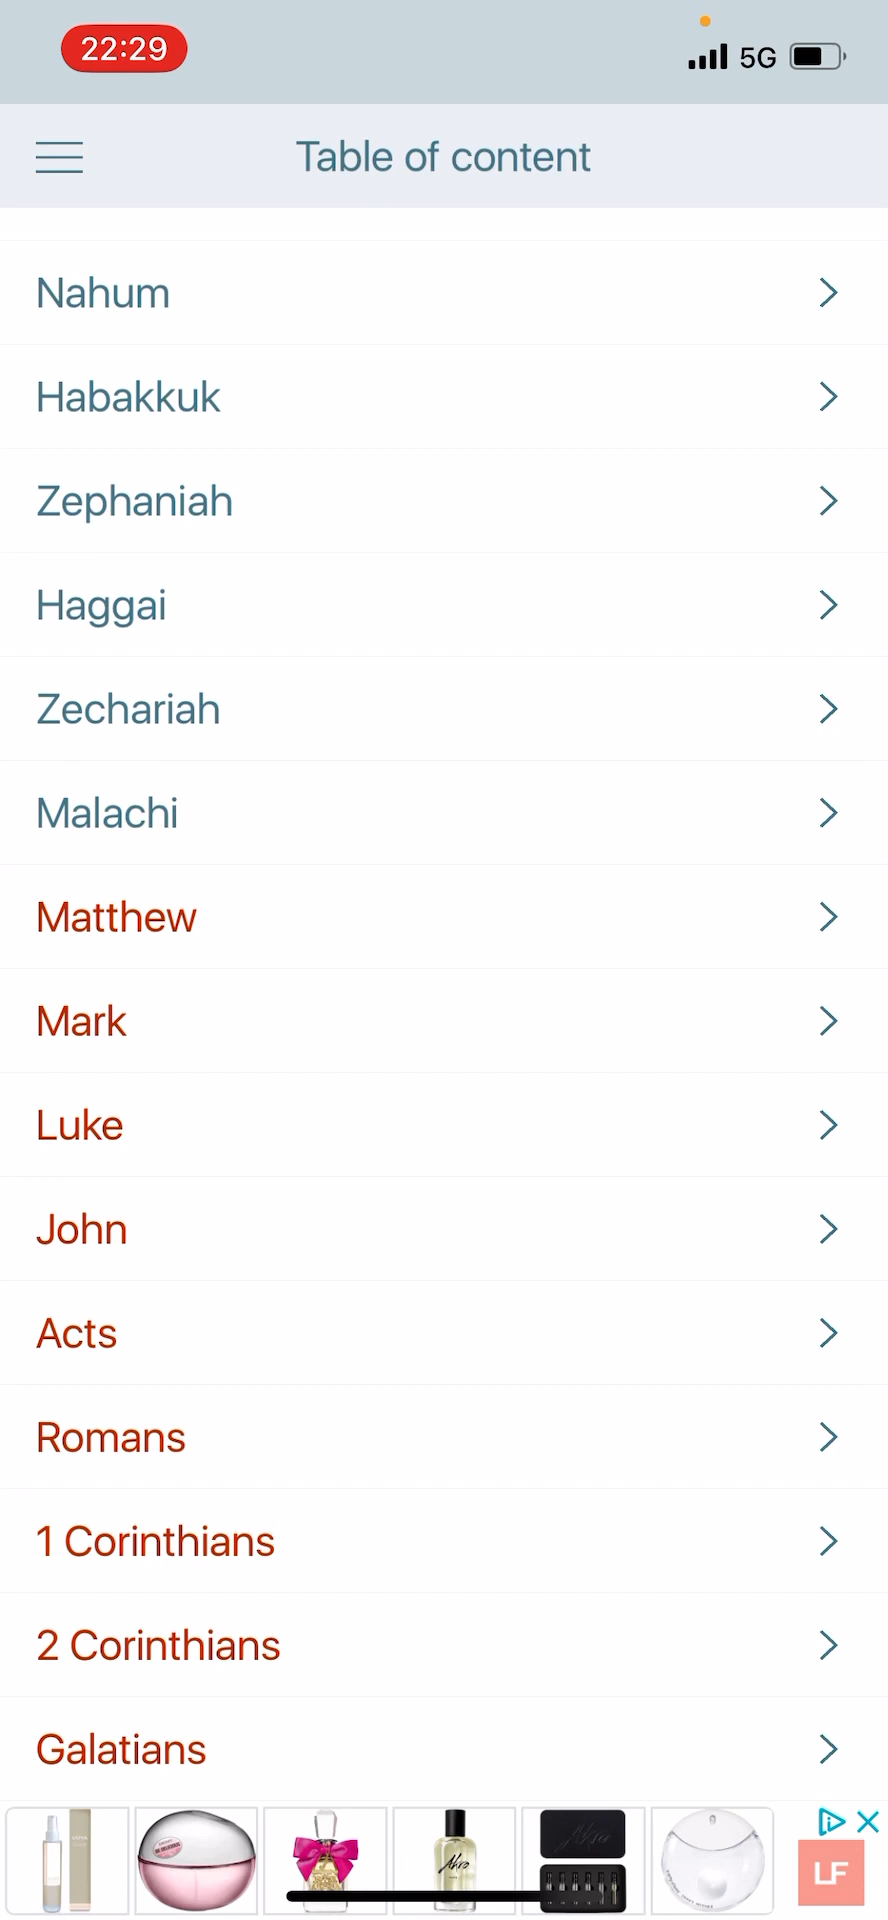 22:29
5G
Table of content
Nahum
Habakkuk
Zephaniah
Haggai
Zechariah
Malachi
Matthew
Mark
Luke
John
Acts
Romans
1 Corinthians
2 Corinthians
Galatians
Akro
LF